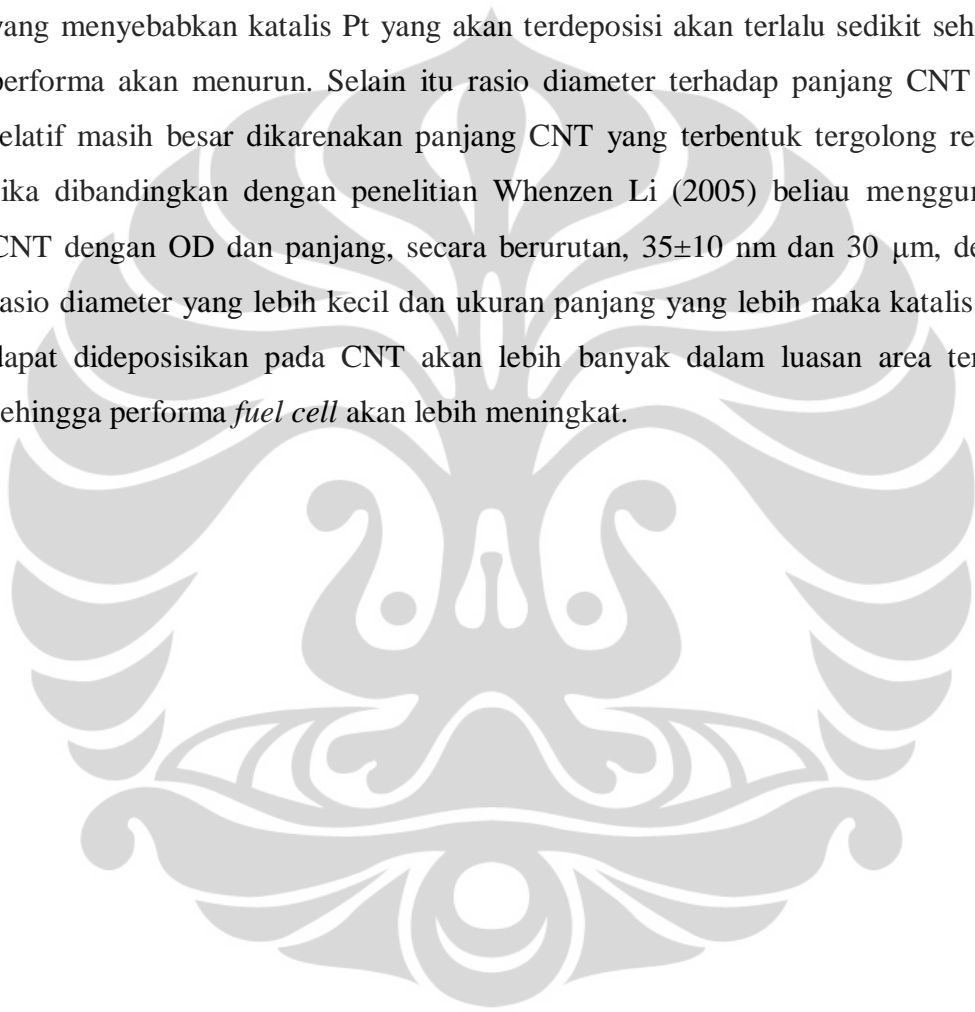 yang menyebabkan katalis Pt yang akan terdeposisi akan terlalu sedikit seh
performa akan menurun. Selain itu rasio diameter terhadap panjang CNT
relatif masih besar dikarenakan panjang CNT yang terbentuk tergolong re
jika dibandingkan dengan penelitian Whenzen Li (2005) beliau menggun
CNT dengan OD dan panjang, secara berurutan, 35±10 nm dan 30 μm, de
rasio diameter yang lebih kecil dan ukuran panjang yang lebih maka katalis
dapat dideposisikan pada CNT akan lebih banyak dalam luasan area ter
sehingga performa fuel cell akan lebih meningkat.